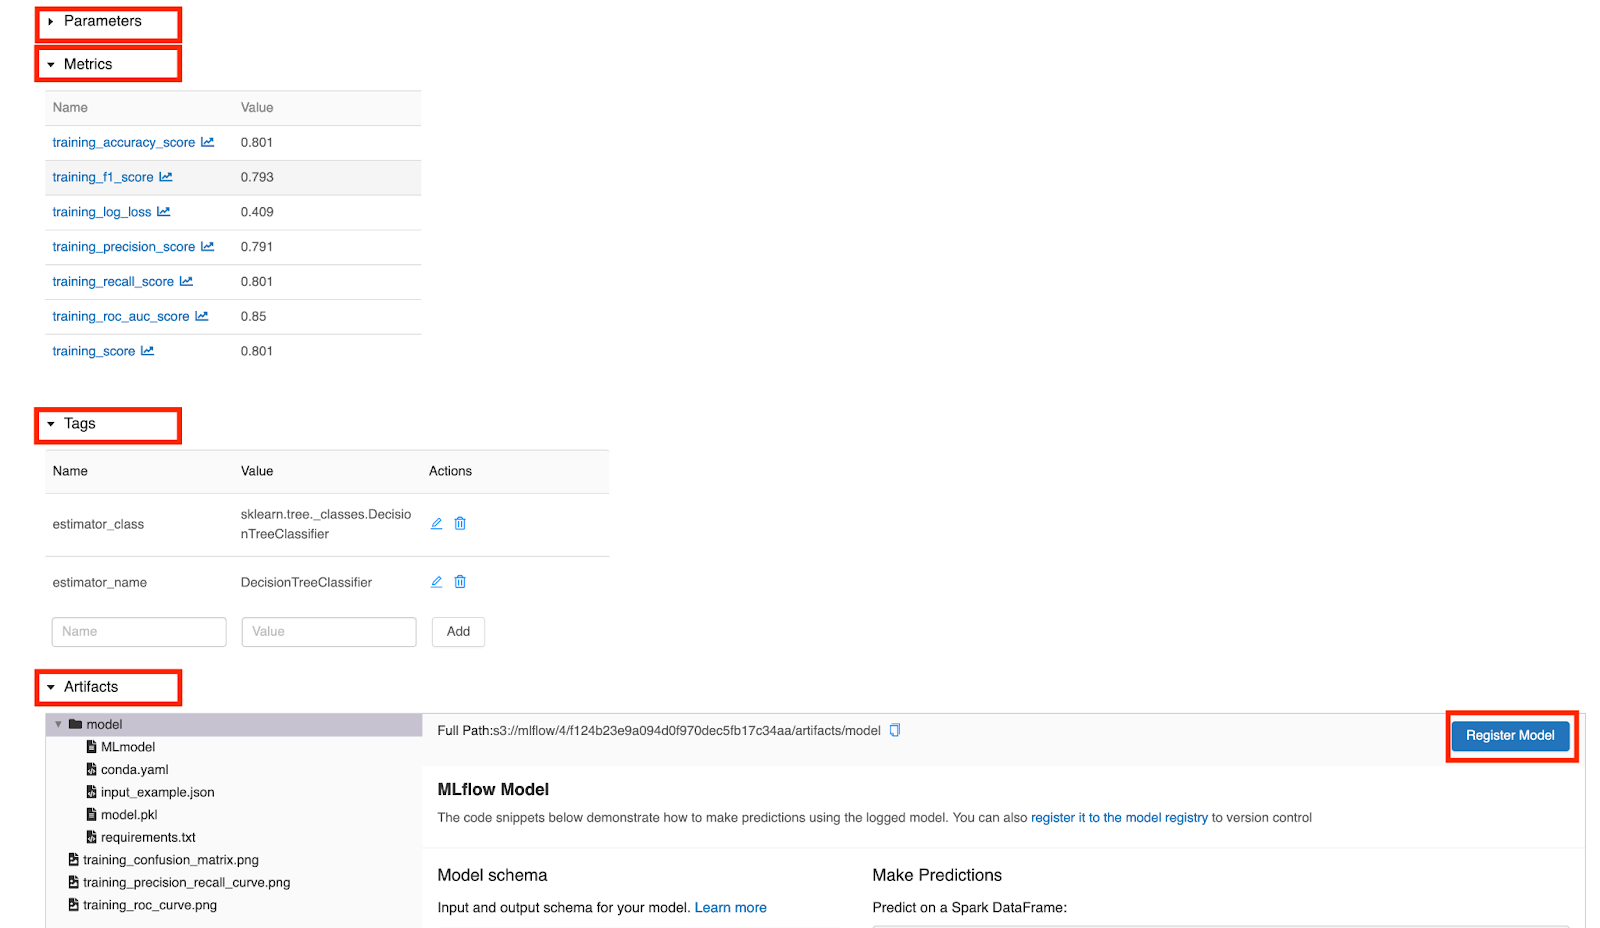 Parameters
Metrics
Name Value
training_accuracy_score 0.801
training_f1_score 0.793
training_log_loss 0.409
training_precision_score 0.791
training_recall_score 0.801
training_roc_auc_score 0.85
training_score 0.801
Tags
Name Value Actions
estimator_class sklearn.tree._classes.Decisio
nTreeClassifier
estimator_name DecisionTreeClassifier
Name Value Add
Artifacts
model
MLmodel
conda.yaml
input_example.json
model.pkl
requirements.txt
training_confusion_matrix.png
training_precision_recall_curve.png
training_roc_curve.png
Full Path:s3://mlflow/4/f124b23e9a094d0f970dec5fb17c34aa/artifacts/model
Register Model
MLflow Model
The code snippets below demonstrate how to make predictions using the logged model. You can also register it to the model registry to version control
Model schema
Input and output schema for your model. Learn more
Make Predictions
Predict on a Spark DataFrame: